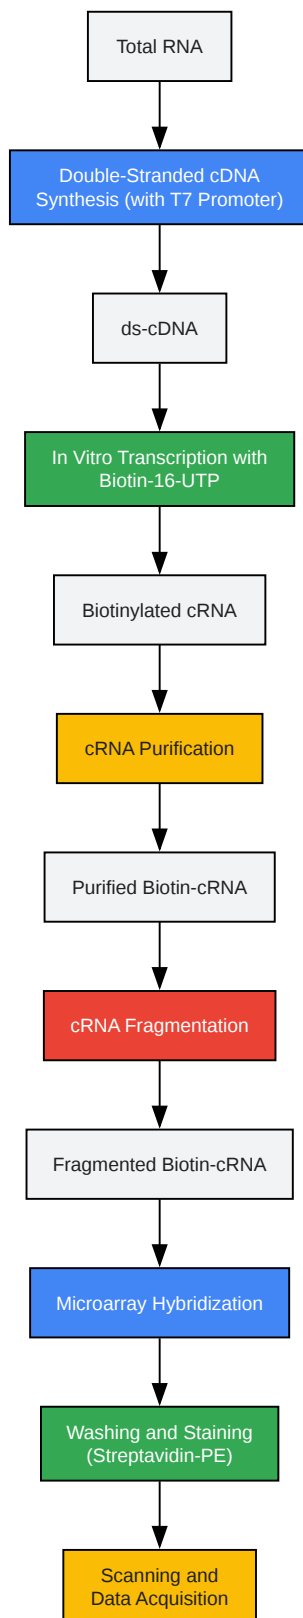 Total RNA
Double-Stranded cDNA
Synthesis (with T7 Promoter)
ds-cDNA
In Vitro Transcription with
Biotin-16-UTP
Biotinylated cRNA
cRNA Purification
Purified Biotin-cRNA
cRNA Fragmentation
Fragmented Biotin-cRNA
Microarray Hybridization
Washing and Staining
(Streptavidin-PE)
Scanning and
Data Acquisition